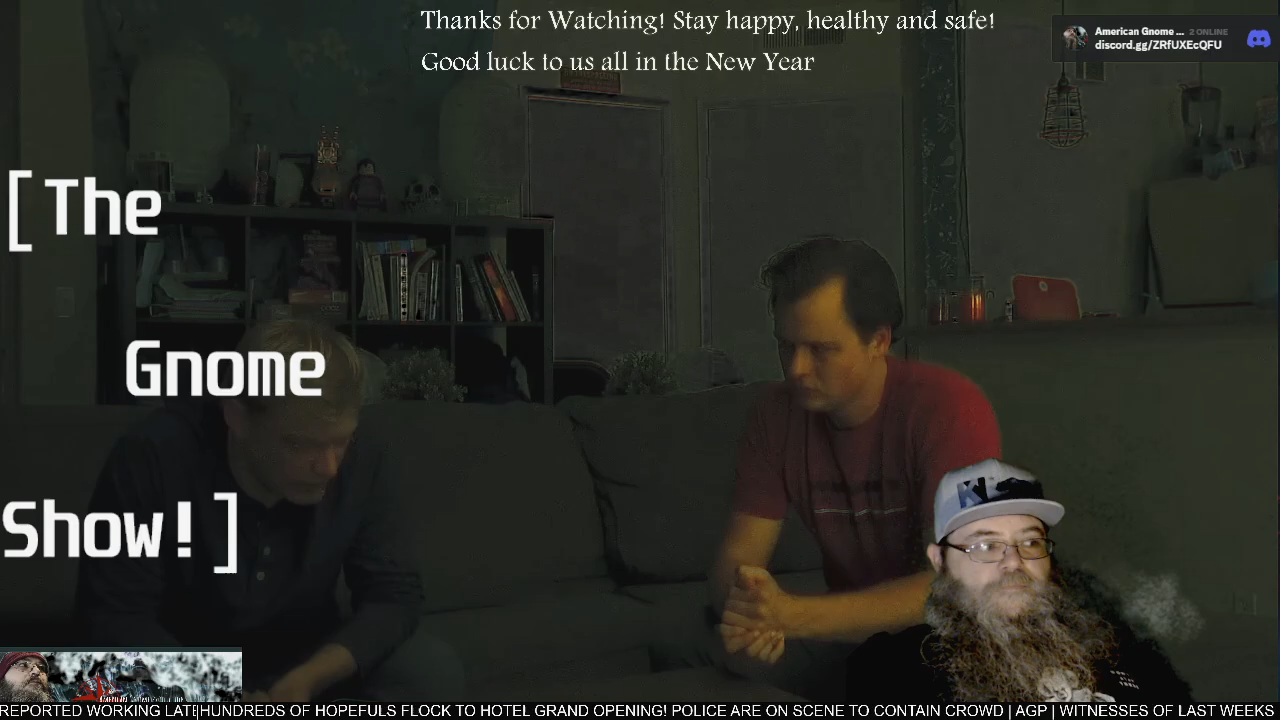 Thanks for Watching! Stay happy, healthy and safe!
Good luck to us all in the New Year
American Gnome ... 2 ONLINE
discord.gg/ZRfUXEcQFU
[The
Gnome
Show!]
REPORTED WORKING LATE|HUNDREDS OF HOPEFULS FLOCK TO HOTEL GRAND OPENING! POLICE ARE ON SCENE TO CONTAIN CROWD | AGP | WITNESSES OF LAST WEEKS